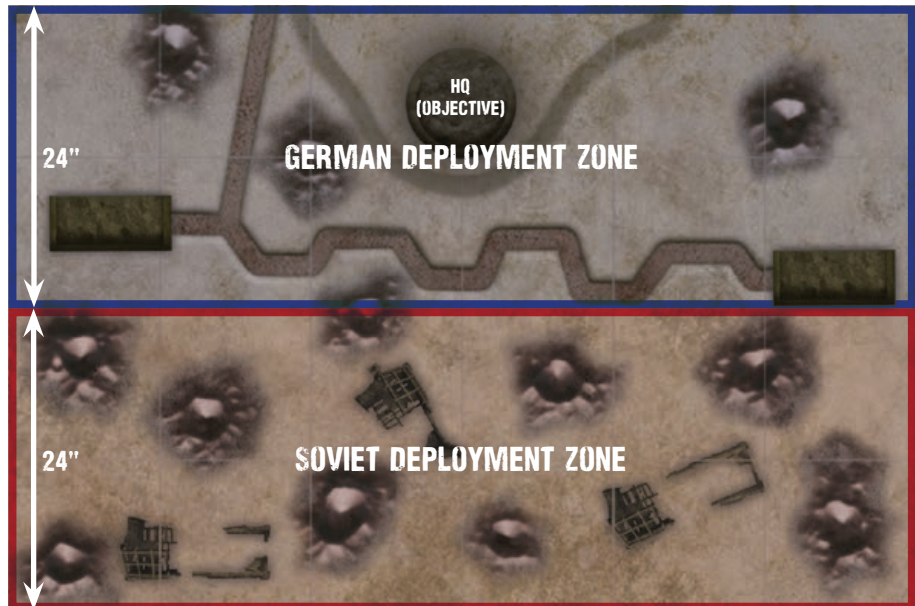 HQ
(OBJECTIVE)
24"
GERMAN DEPLOYMENT ZONE
24"
SOVIET DEPLOYMENT ZONE